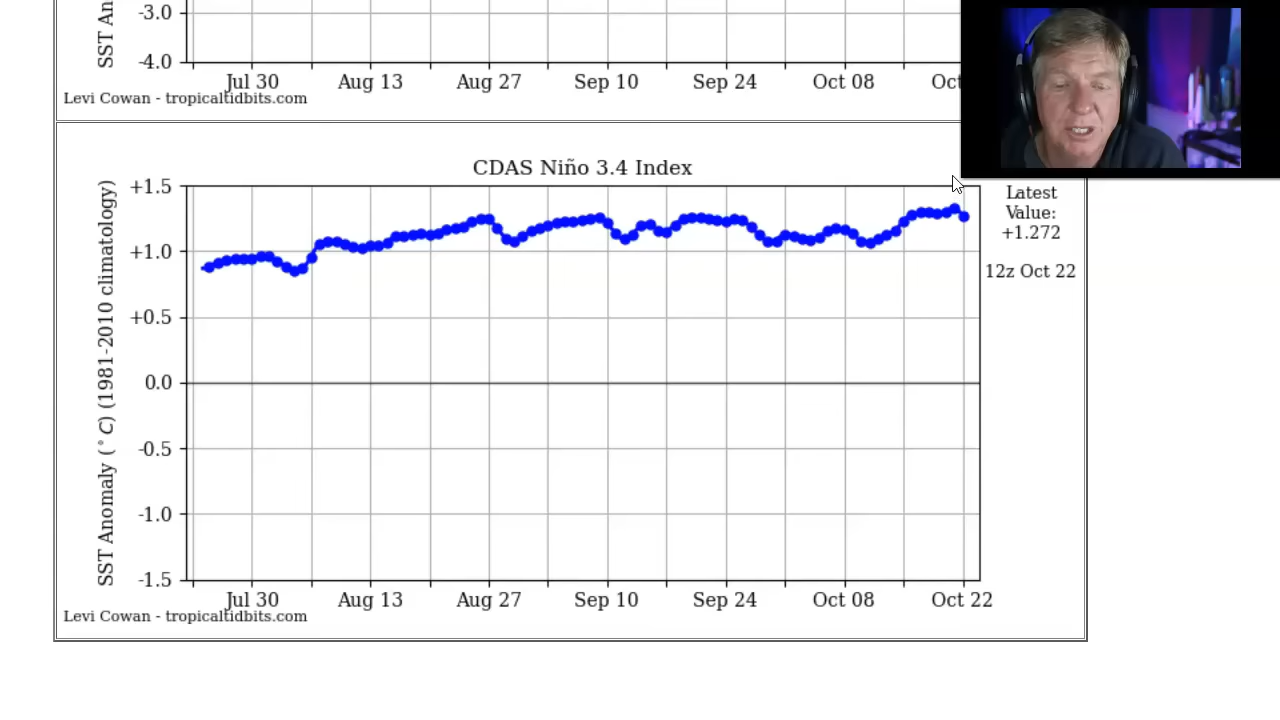 -3.0
SST An
-4.0
Jul 30 Aug 13 Aug 27 Sep 10 Sep 24 Oct 08 Oct
Levi Cowan - tropicaltidbits.com
CDAS Niño 3.4 Index
SST Anomaly (°C) (1981-2010 climatology)
+1.5
+1.0
+0.5
0.0
-0.5
-1.0
-1.5
Latest
Value:
+1.272
12z Oct 22
Jul 30 Aug 13 Aug 27 Sep 10 Sep 24 Oct 08 Oct 22
Levi Cowan - tropicaltidbits.com